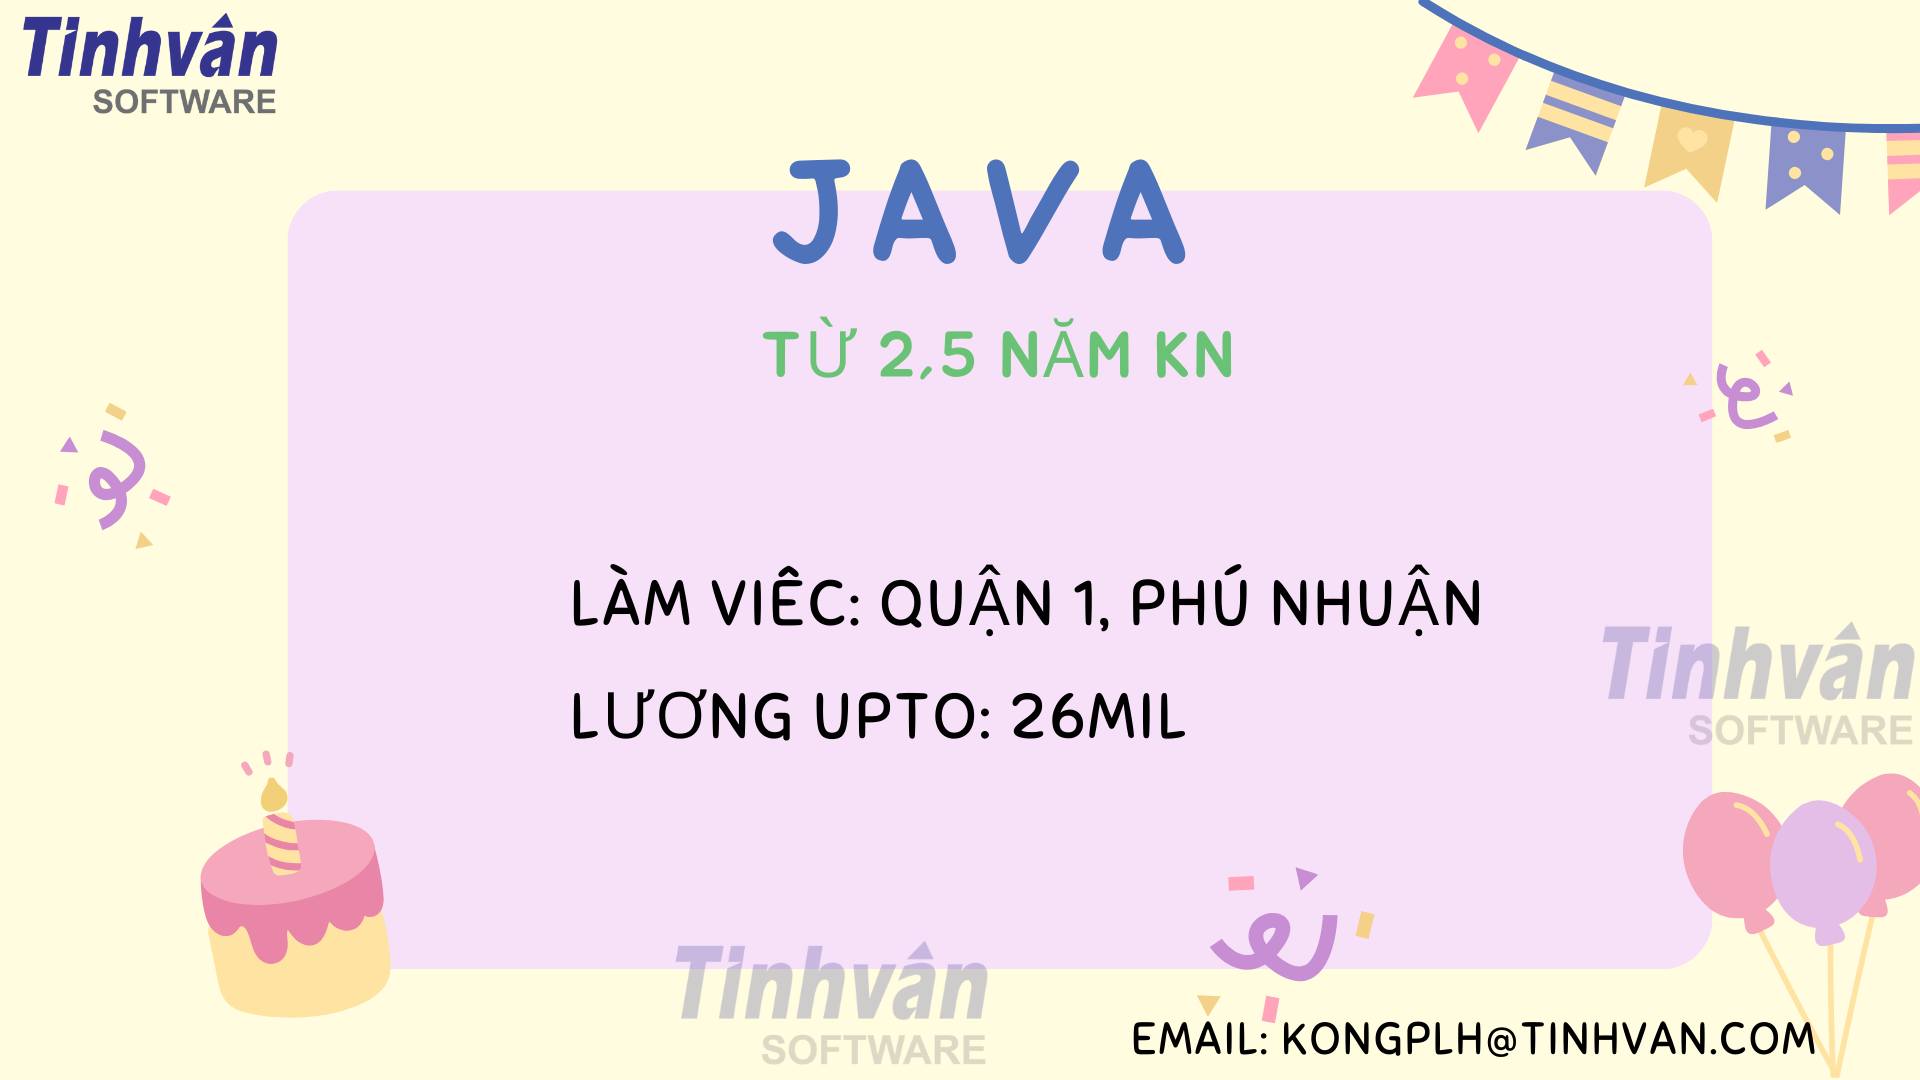 Tinhvân
SOFTWARE
JAVA
TỪ 2,5 NĂM KN
LÀM VIÊC: QUẬN 1, PHÚ NHUẬN
LƯƠNG UPTO: 26MIL
Tinhvân
SOFTWARE
Tinhvân
SOFTWARE
EMAIL: KONGPLH@TINHVAN.COM